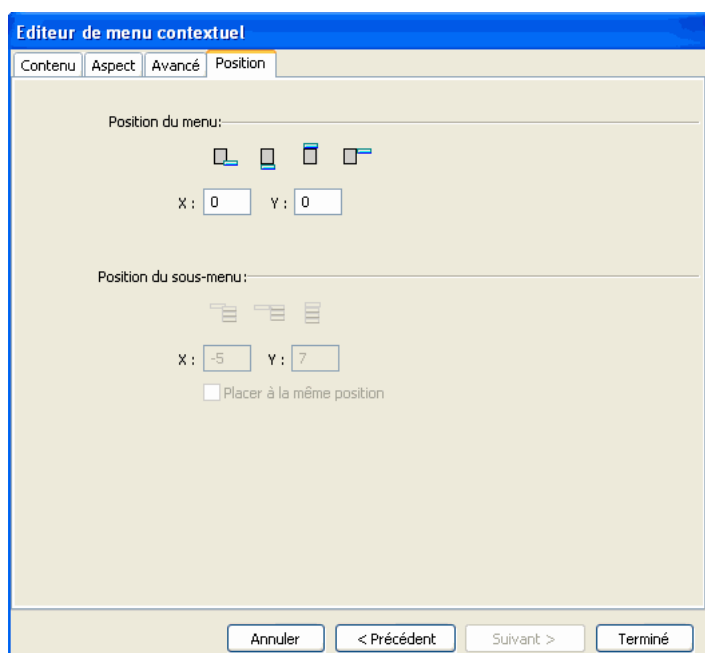 Editeur de menu contextuel
Contenu Aspect Avancé Position
Position du menu:
X : 0 Y : 0
Position du sous-menu:
X : -5 Y : 7
Placer à la même position
Annuler < Précédent Suivant > Terminé